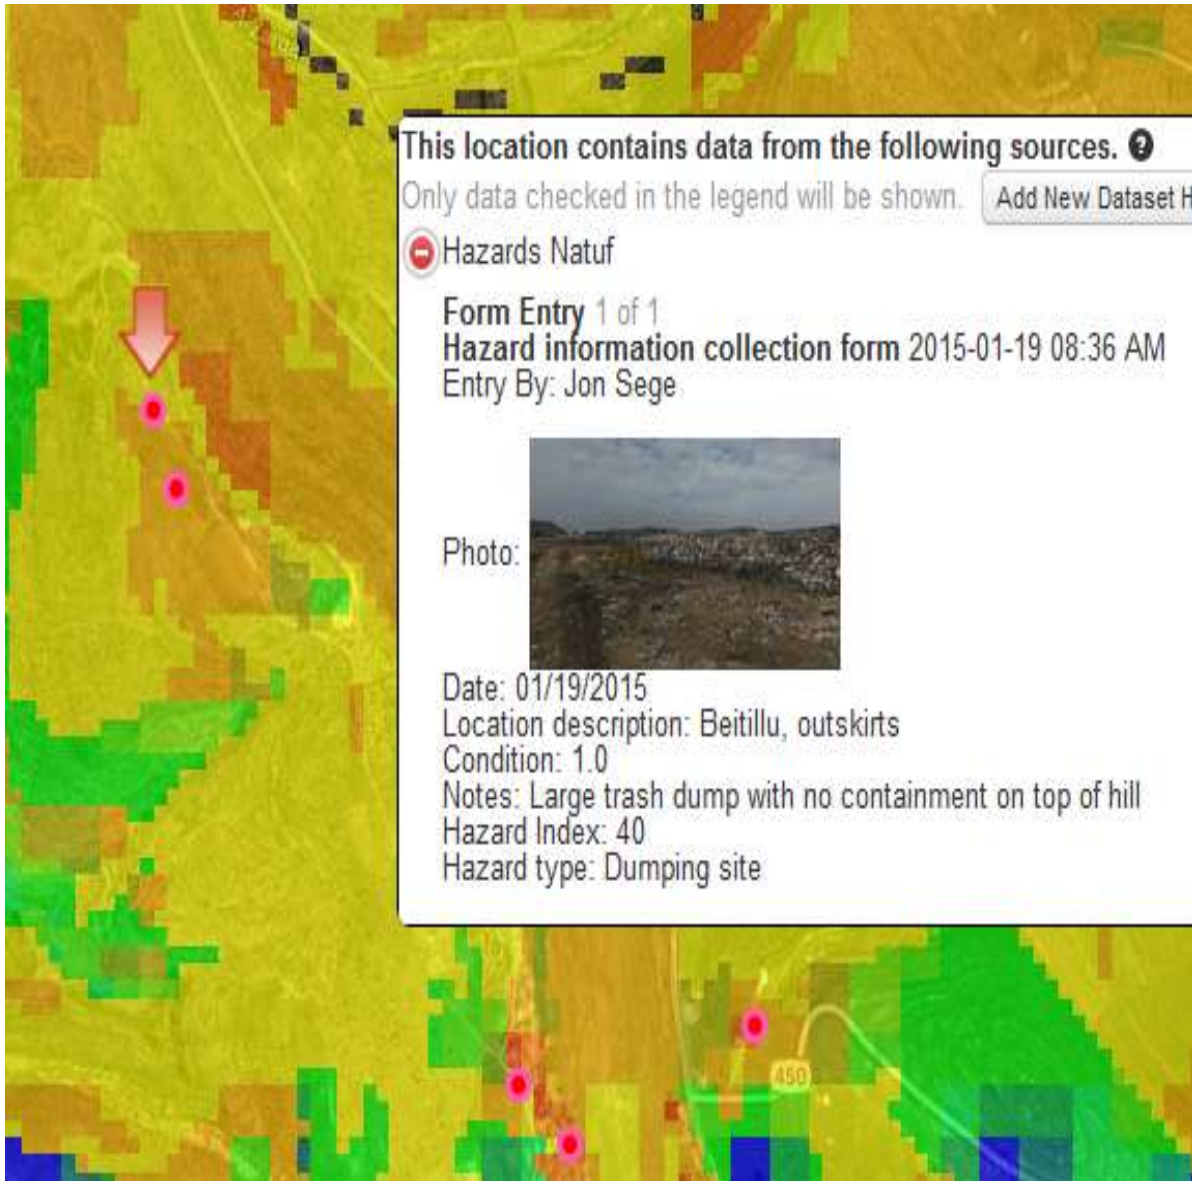 This location contains data from the following sources. ?
Only data checked in the legend will be shown. Add New Dataset H
Hazards Natuf
Form Entry 1 of 1
Hazard information collection form 2015-01-19 08:36 AM
Entry By: Jon Sege
Photo:
Date: 01/19/2015
Location description: Beitillu, outskirts
Condition: 1.0
Notes: Large trash dump with no containment on top of hill
Hazard Index: 40
Hazard type: Dumping site
450